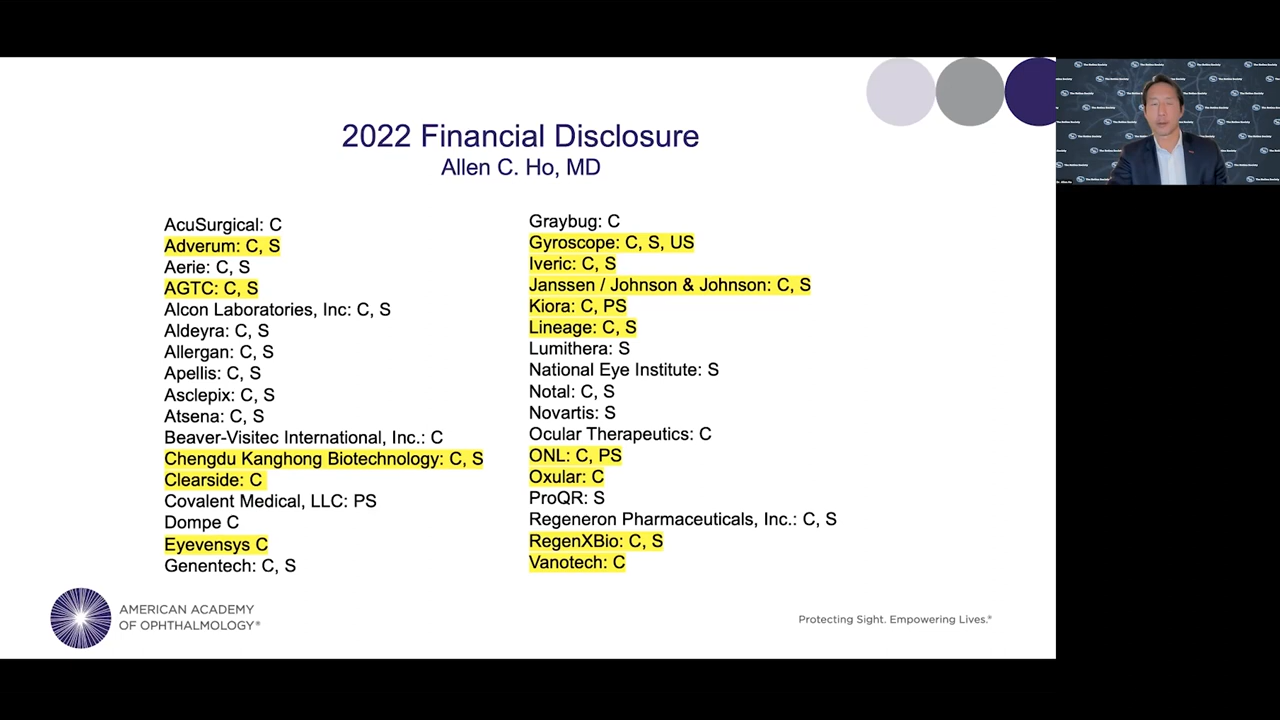 2022 Financial Disclosure
Allen C. Ho, MD
AcuSurgical: C
Adverum: C, S
Aerie: C, S
AGTC: C, S
Alcon Laboratories, Inc: C, S
Aldeyra: C, S
Allergan: C, S
Apellis: C, S
Asclepix: C, S
Atsena: C, S
Beaver-Visitec International, Inc.: C
Chengdu Kanghong Biotechnology: C, S
Clearside: C
Covalent Medical, LLC: PS
Dompe C
Eyevensys C
Genentech: C, S
Graybug: C
Gyroscope: C, S, US
Iveric: C, S
Janssen / Johnson & Johnson: C, S
Kiora: C, PS
Lineage: C, S
Lumithera: S
National Eye Institute: S
Notal: C, S
Novartis: S
Ocular Therapeutics: C
ONL: C, PS
Oxular: C
ProQR: S
Regeneron Pharmaceuticals, Inc.: C, S
RegenXBio: C, S
Vanotech: C
AMERICAN ACADEMY
OF OPHTHALMOLOGY®
Protecting Sight. Empowering Lives.®